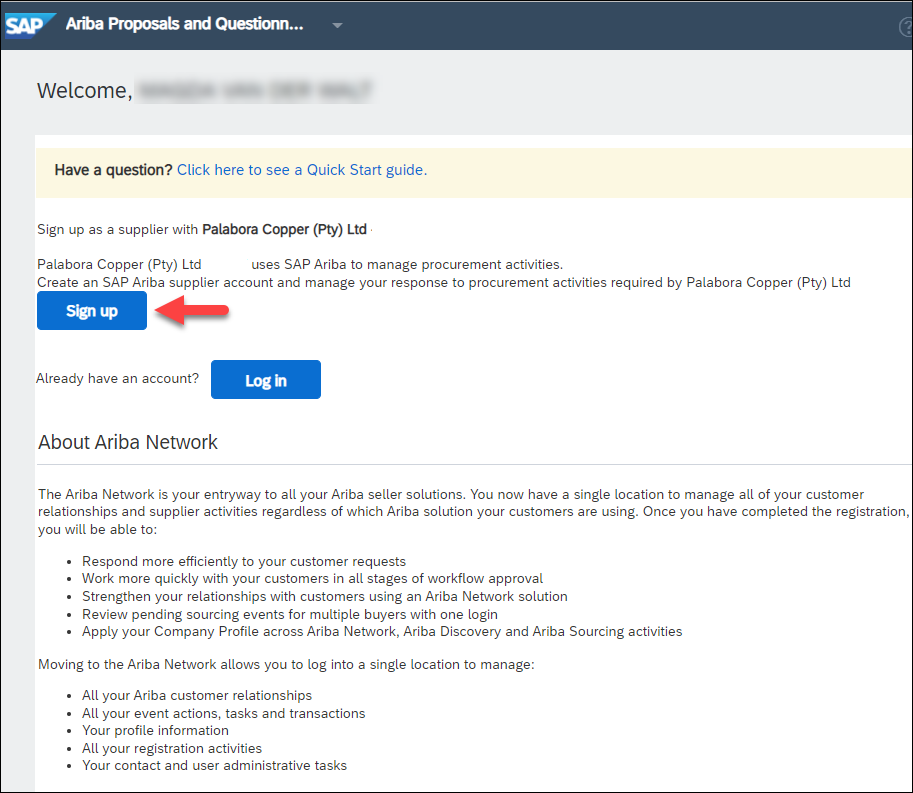 SAP Ariba Proposals and Questionn...
Welcome,
Have a question? Click here to see a Quick Start guide.
Sign up as a supplier with Palabora Copper (Pty) Ltd
Palabora Copper (Pty) Ltd uses SAP Ariba to manage procurement activities.
Create an SAP Ariba supplier account and manage your response to procurement activities required by Palabora Copper (Pty) Ltd
Sign up
Already have an account? Log in
About Ariba Network
The Ariba Network is your entryway to all your Ariba seller solutions. You now have a single location to manage all of your customer
relationships and supplier activities regardless of which Ariba solution your customers are using. Once you have completed the registration,
you will be able to:
• Respond more efficiently to your customer requests
• Work more quickly with your customers in all stages of workflow approval
• Strengthen your relationships with customers using an Ariba Network solution
• Review pending sourcing events for multiple buyers with one login
• Apply your Company Profile across Ariba Network, Ariba Discovery and Ariba Sourcing activities
Moving to the Ariba Network allows you to log into a single location to manage:
• All your Ariba customer relationships
• All your event actions, tasks and transactions
• Your profile information
• All your registration activities
• Your contact and user administrative tasks